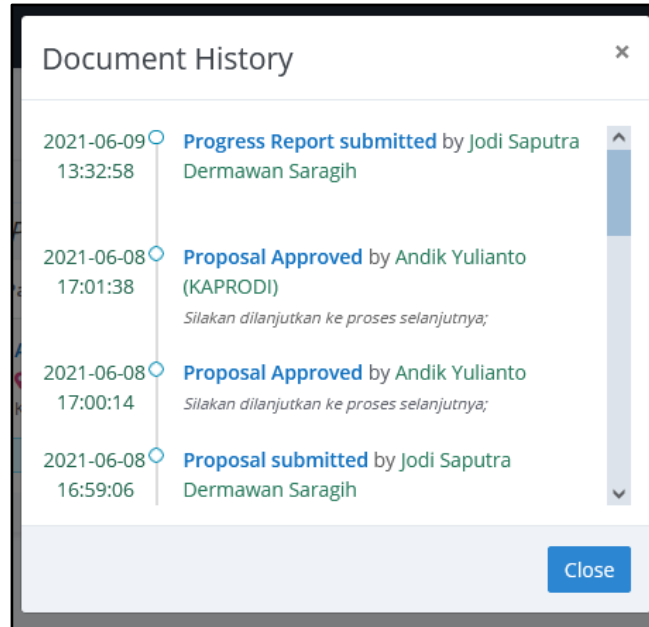 Document History
×
2021-06-09
13:32:58
Progress Report submitted by Jodi Saputra
Dermawan Saragih
2021-06-08
17:01:38
Proposal Approved by Andik Yulianto
(KAPRODI)
Silakan dilanjutkan ke proses selanjutnya;
2021-06-08
17:00:14
Proposal Approved by Andik Yulianto
Silakan dilanjutkan ke proses selanjutnya;
2021-06-08
16:59:06
Proposal submitted by Jodi Saputra
Dermawan Saragih
Close